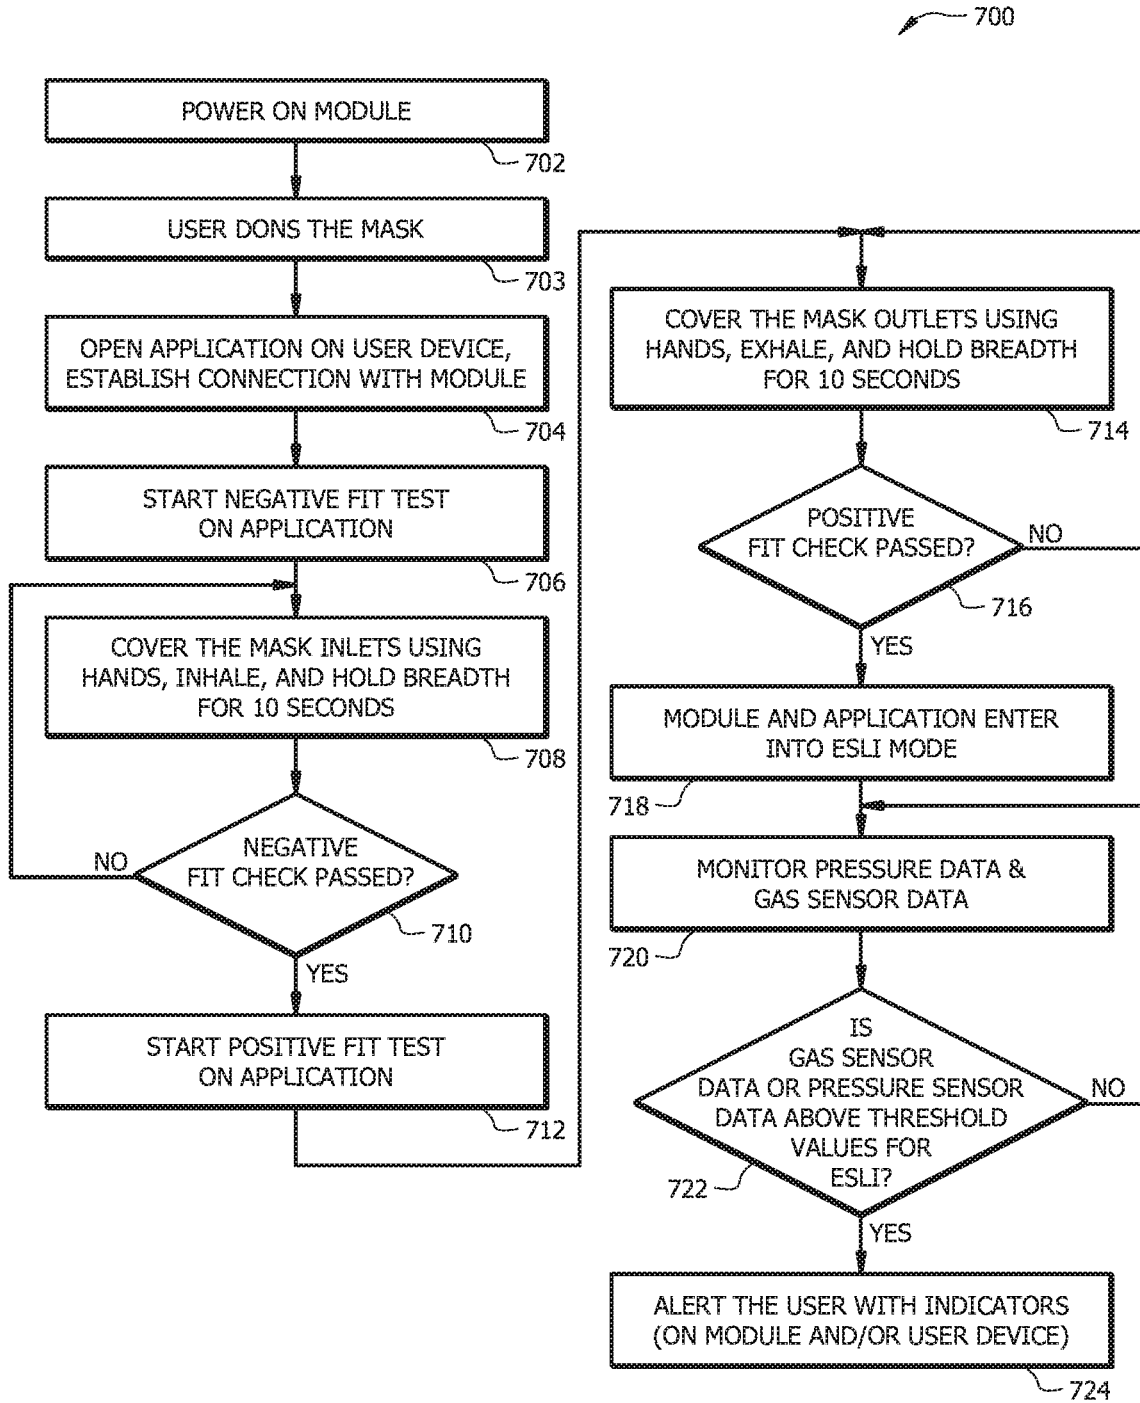 700
POWER ON MODULE
702
USER DONS THE MASK
703
OPEN APPLICATION ON USER DEVICE,
ESTABLISH CONNECTION WITH MODULE
704
START NEGATIVE FIT TEST
ON APPLICATION
706
COVER THE MASK INLETS USING
HANDS, INHALE, AND HOLD BREADTH
FOR 10 SECONDS
708
NEGATIVE
FIT CHECK PASSED?
NO
710
YES
START POSITIVE FIT TEST
ON APPLICATION
712
COVER THE MASK OUTLETS USING
HANDS, EXHALE, AND HOLD BREADTH
FOR 10 SECONDS
714
POSITIVE
FIT CHECK PASSED?
NO
716
YES
MODULE AND APPLICATION ENTER
INTO ESLI MODE
718
MONITOR PRESSURE DATA &
GAS SENSOR DATA
720
IS
GAS SENSOR
DATA OR PRESSURE SENSOR
DATA ABOVE THRESHOLD
VALUES FOR
ESLI?
NO
722
YES
ALERT THE USER WITH INDICATORS
(ON MODULE AND/OR USER DEVICE)
724